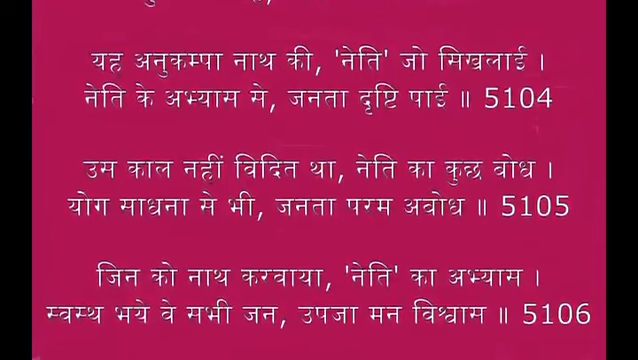 यह अनुकम्पा नाथ की, 'नेति' जो सिखलाई ।
नेति के अभ्यास से, जनता दृष्टि पाई ॥ 5104
उस काल नहीं विदित था, नेति का कुछ बोध ।
योग साधना से भी, जनता परम अबोध ॥ 5105
जिन को नाथ करवाया, 'नेति' का अभ्यास ।
स्वस्थ भये वे सभी जन, उपजा मन विश्वास ॥ 5106